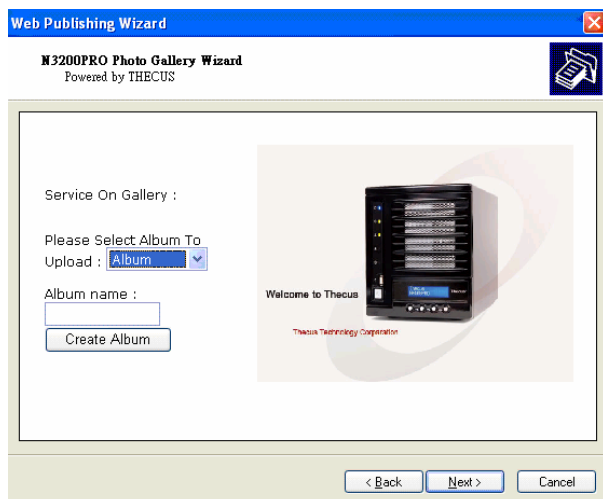 Web Publishing Wizard
N3200PRO Photo Gallery Wizard
Powered by THECUS
Service On Gallery :
Please Select Album To
Upload : Album
Album name :
Create Album
Welcome to Thecus
Thecus Technology Corporation
< Back
Next >
Cancel